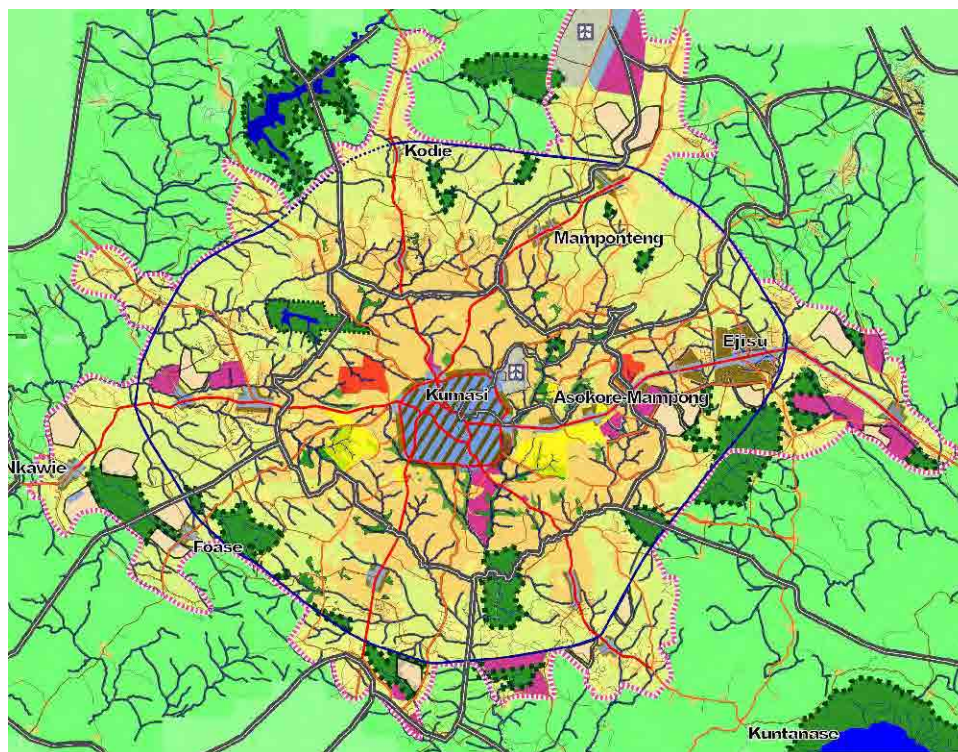 Kodie
Mamponteng
Ejisu
Kumasi
Asokore-Mampong
Nkawie
Foase
Kuntanase